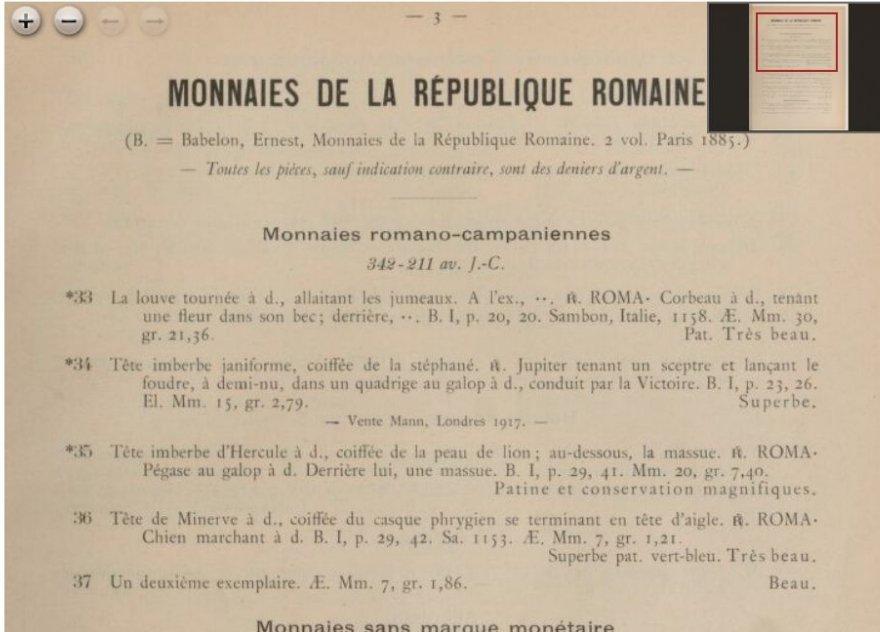 — 3 —
MONNAIES DE LA RÉPUBLIQUE ROMAINE
(B. = Babelon, Ernest, Monnaies de la République Romaine. 2 vol. Paris 1885.)
— Toutes les pièces, sauf indication contraire, sont des deniers d'argent. —
Monnaies romano-campaniennes
342-211 av. J.-C.
*33 La louve tournée à d., allaitant les jumeaux. A l'ex., ··. ℞. ROMA· Corbeau à d., tenant
une fleur dans son bec; derrière, ··. B. I, p. 20, 20. Sambon, Italie, 1158. Æ. Mm. 30,
gr. 21,36. Pat. Très beau.
*34 Tête imberbe janiforme, coiffée de la stéphané. ℞. Jupiter tenant un sceptre et lançant le
foudre, à demi-nu, dans un quadrige au galop à d., conduit par la Victoire. B. I, p. 23, 26.
El. Mm. 15, gr. 2,79. Superbe.
— Vente Mann, Londres 1917. —
*35 Tête imberbe d'Hercule à d., coiffée de la peau de lion; au-dessous, la massue. ℞. ROMA·
Pégase au galop à d. Derrière lui, une massue. B. I, p. 29, 41. Mm. 20, gr. 7,40.
Patine et conservation magnifiques.
36 Tête de Minerve à d., coiffée du casque phrygien se terminant en tête d'aigle. ℞. ROMA·
Chien marchant à d. B. I, p. 29, 42. Sa. 1153. Æ. Mm. 7, gr. 1,21.
Superbe pat. vert-bleu. Très beau.
37 Un deuxième exemplaire. Æ. Mm. 7, gr. 1,86. Beau.
Monnaies sans marque monétaire